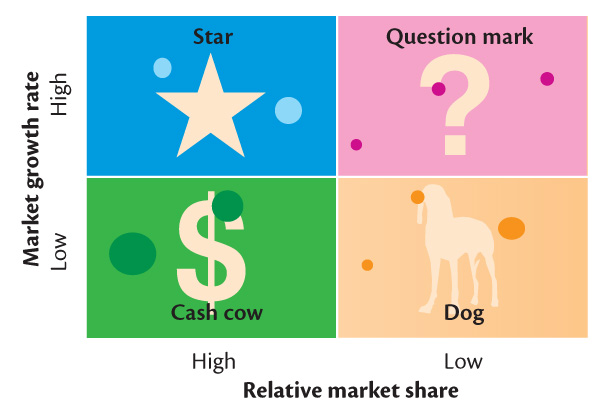 Star
Question mark
?
Market growth rate
High
Low
$
Cash cow
Dog
High
Low
Relative market share